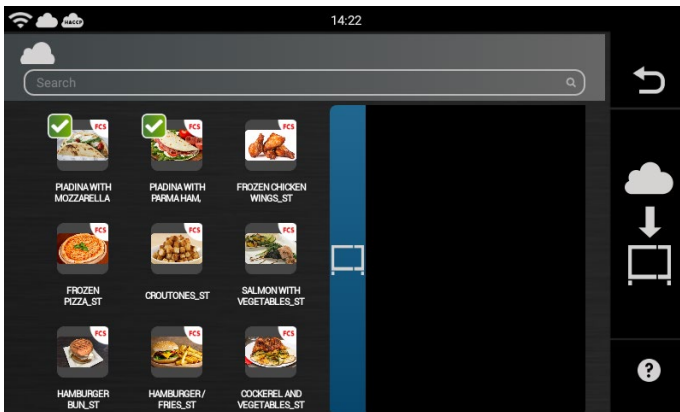 HACCP
14:22
Search
FCS
FCS
FCS
PIADINA WITH
MOZZARELLA
PIADINA WITH
PARMA HAM,
FROZEN CHICKEN
WINGS_ST
FCS
FCS
FCS
FROZEN
PIZZA_ST
CROUTONES_ST
SALMON WITH
VEGETABLES_ST
FCS
FCS
FCS
HAMBURGER
BUN_ST
HAMBURGER/
FRIES_ST
COCKEREL AND
VEGETABLES_ST
?